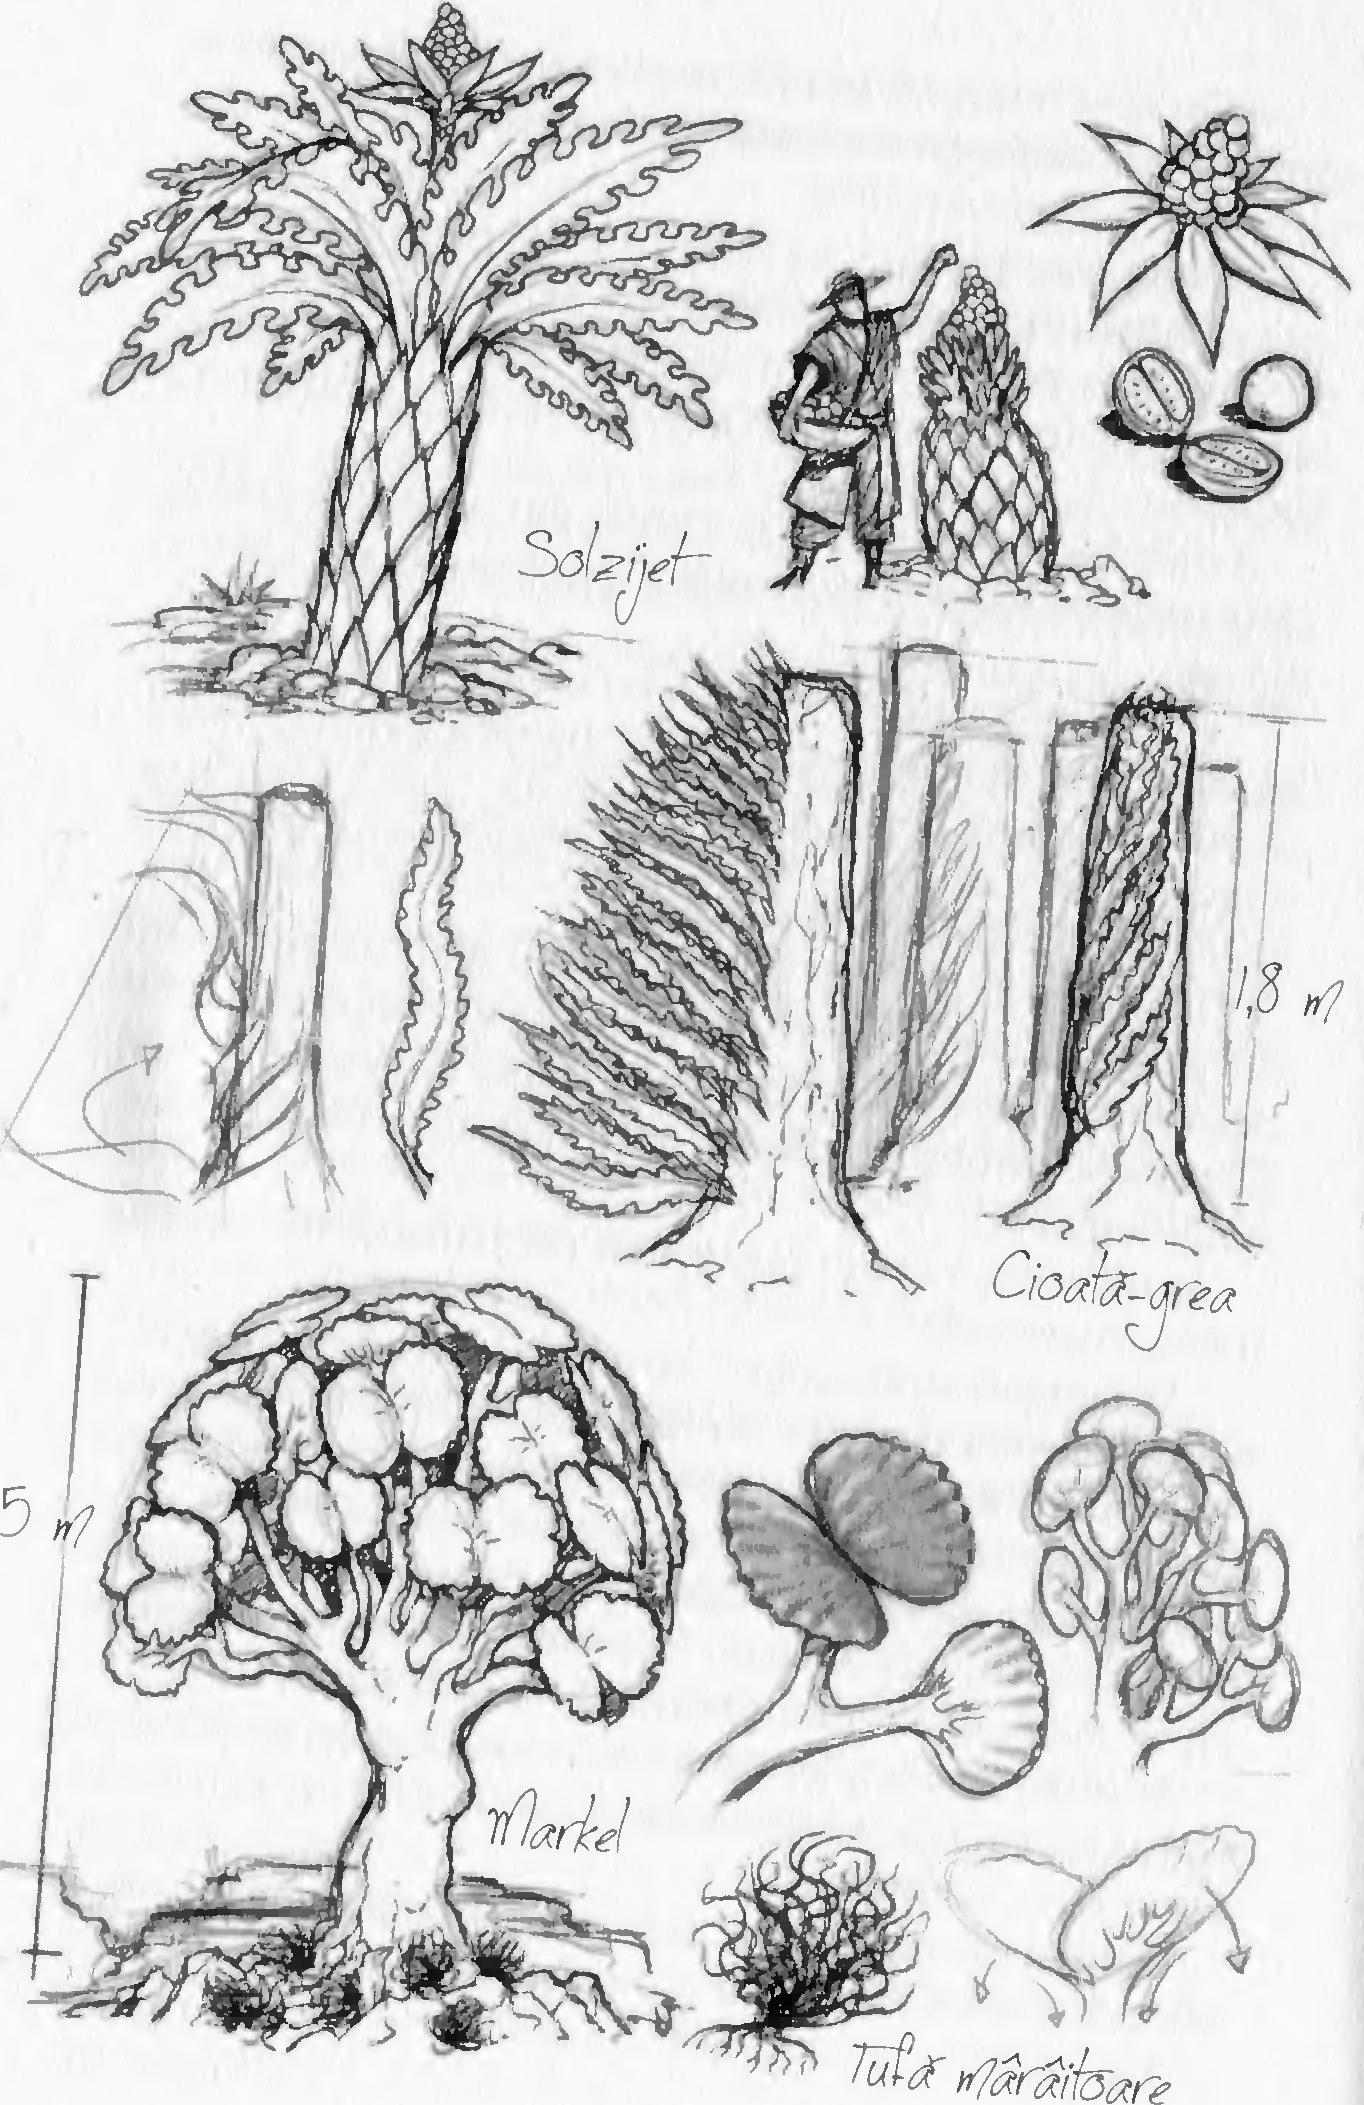 Solzijet
1,8 m
Cioată-grea
5 m
Markel
Tufă mârâitoare